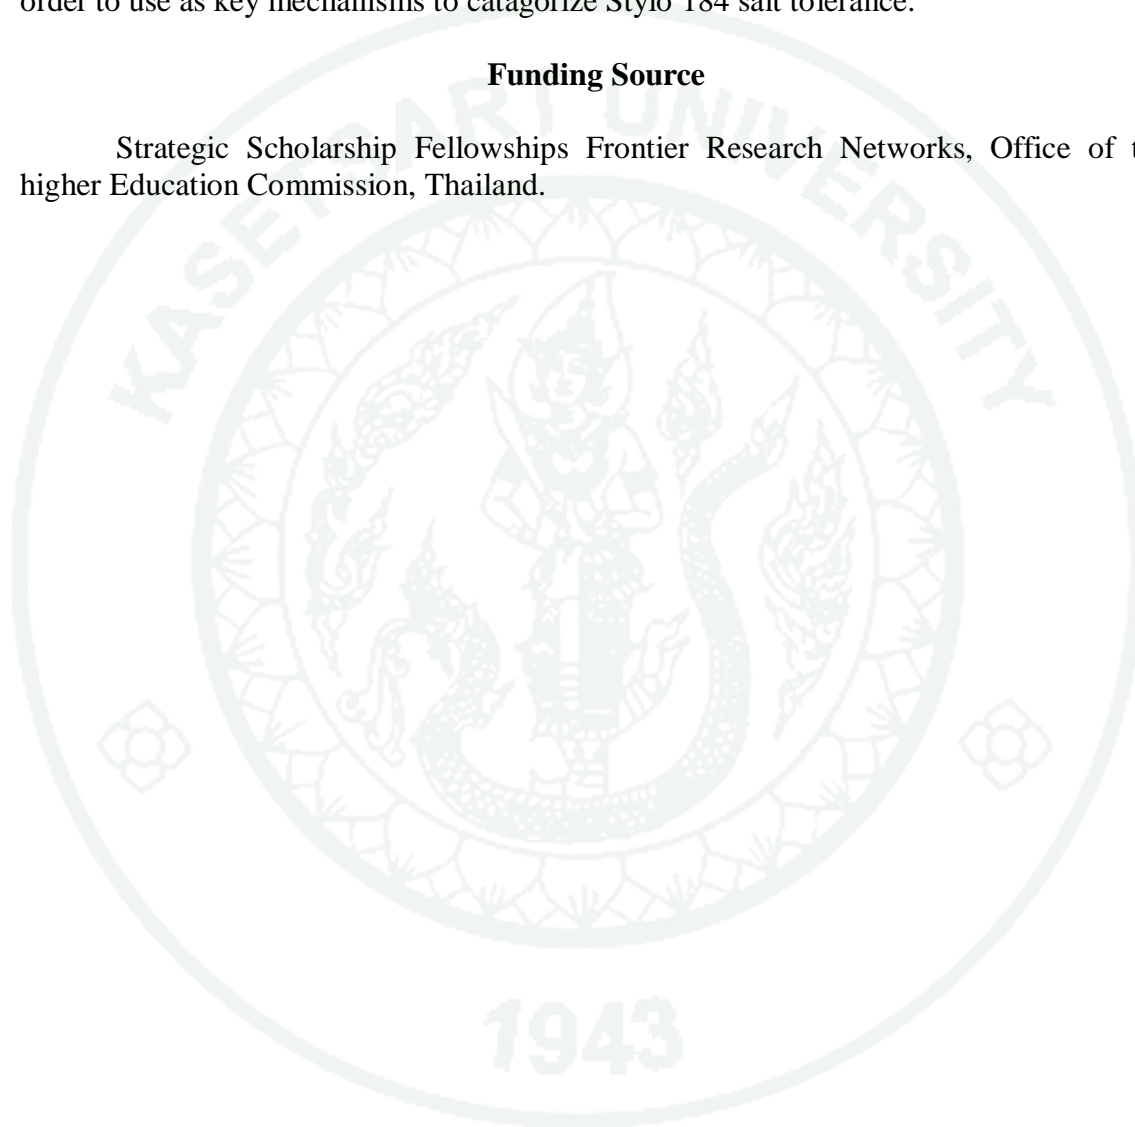 order to use as key mechanisms to catagorize Stylo 184 salt tolerance.
Funding Source
Strategic Scholarship Fellowships Frontier Research Networks, Office of
higher Education Commission, Thailand.
KASETSART UNIVERSITY
1943